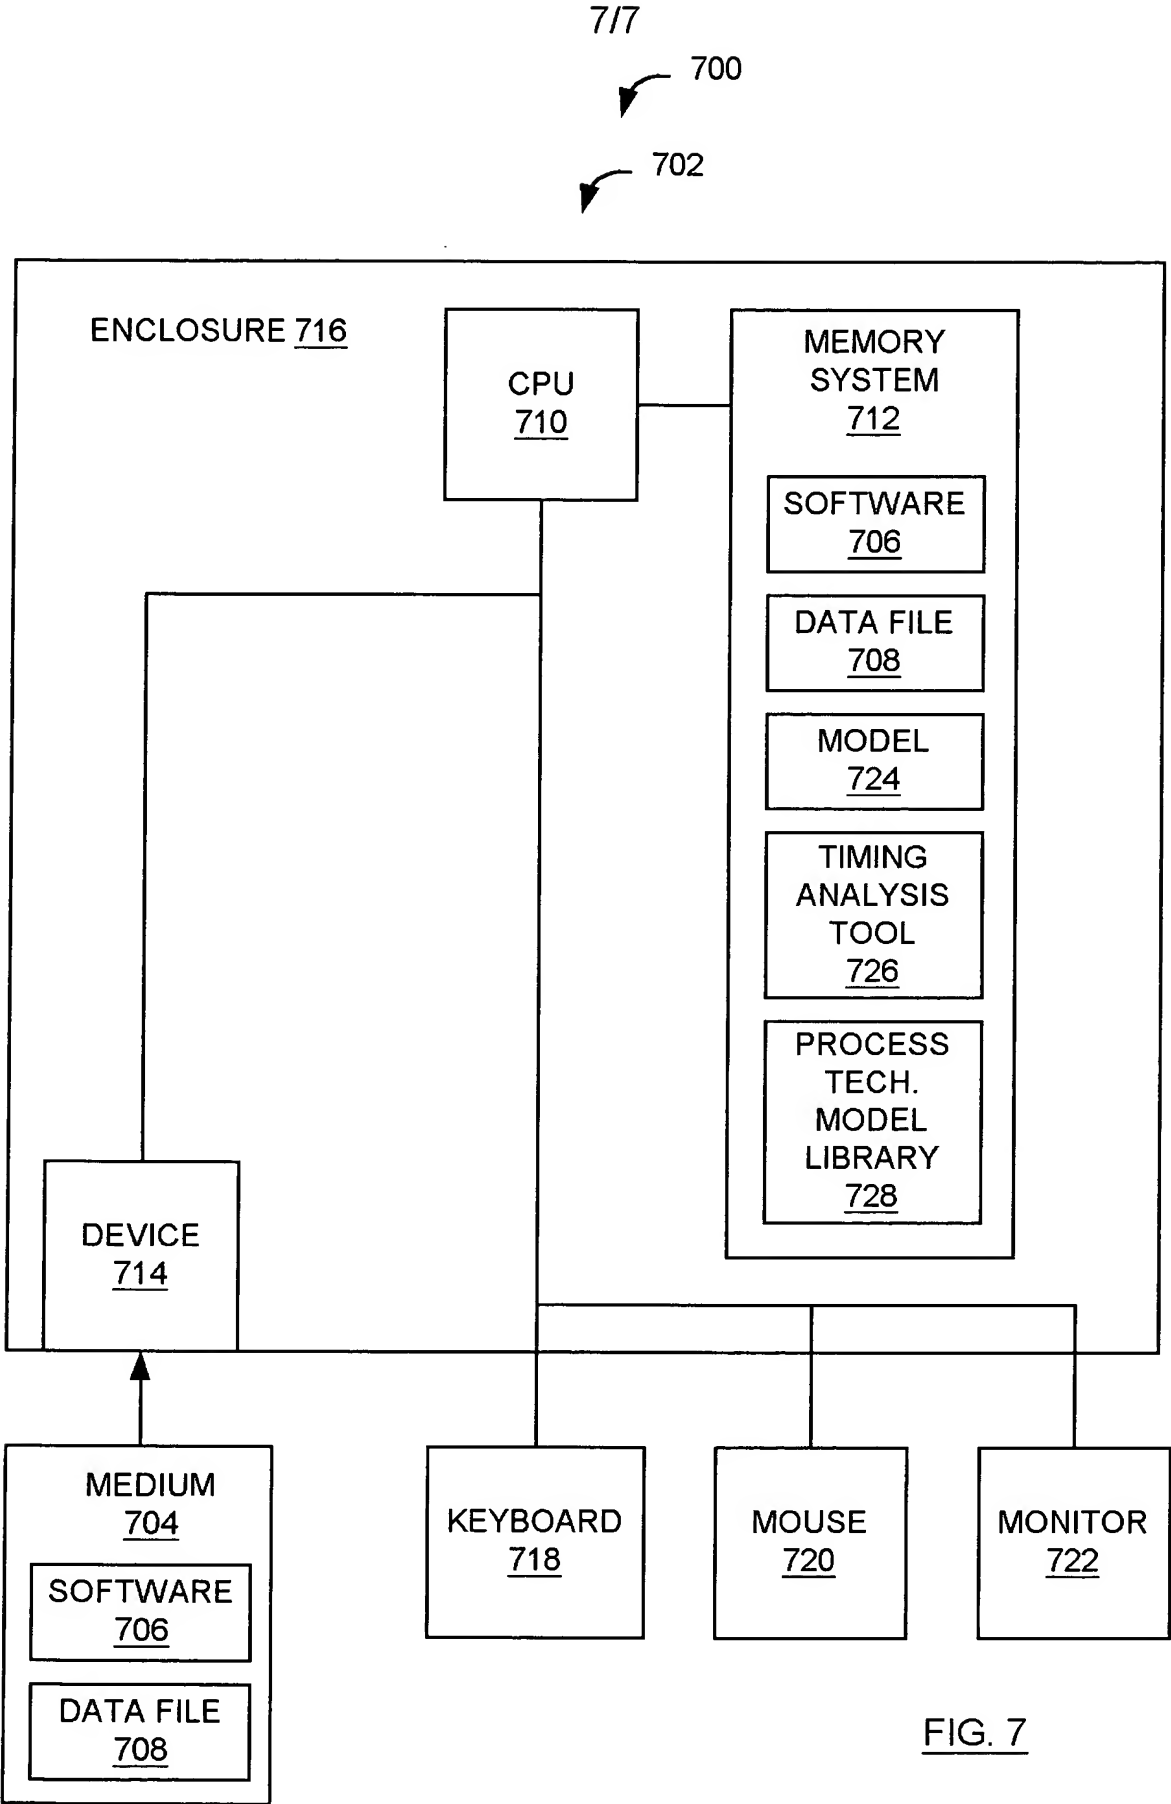 7/7
700
702
ENCLOSURE 716
CPU
710
MEMORY
SYSTEM
712
SOFTWARE
706
DATA FILE
708
MODEL
724
TIMING
ANALYSIS
TOOL
726
PROCESS
TECH.
MODEL
LIBRARY
728
DEVICE
714
MEDIUM
704
SOFTWARE
706
DATA FILE
708
KEYBOARD
718
MOUSE
720
MONITOR
722
FIG. 7